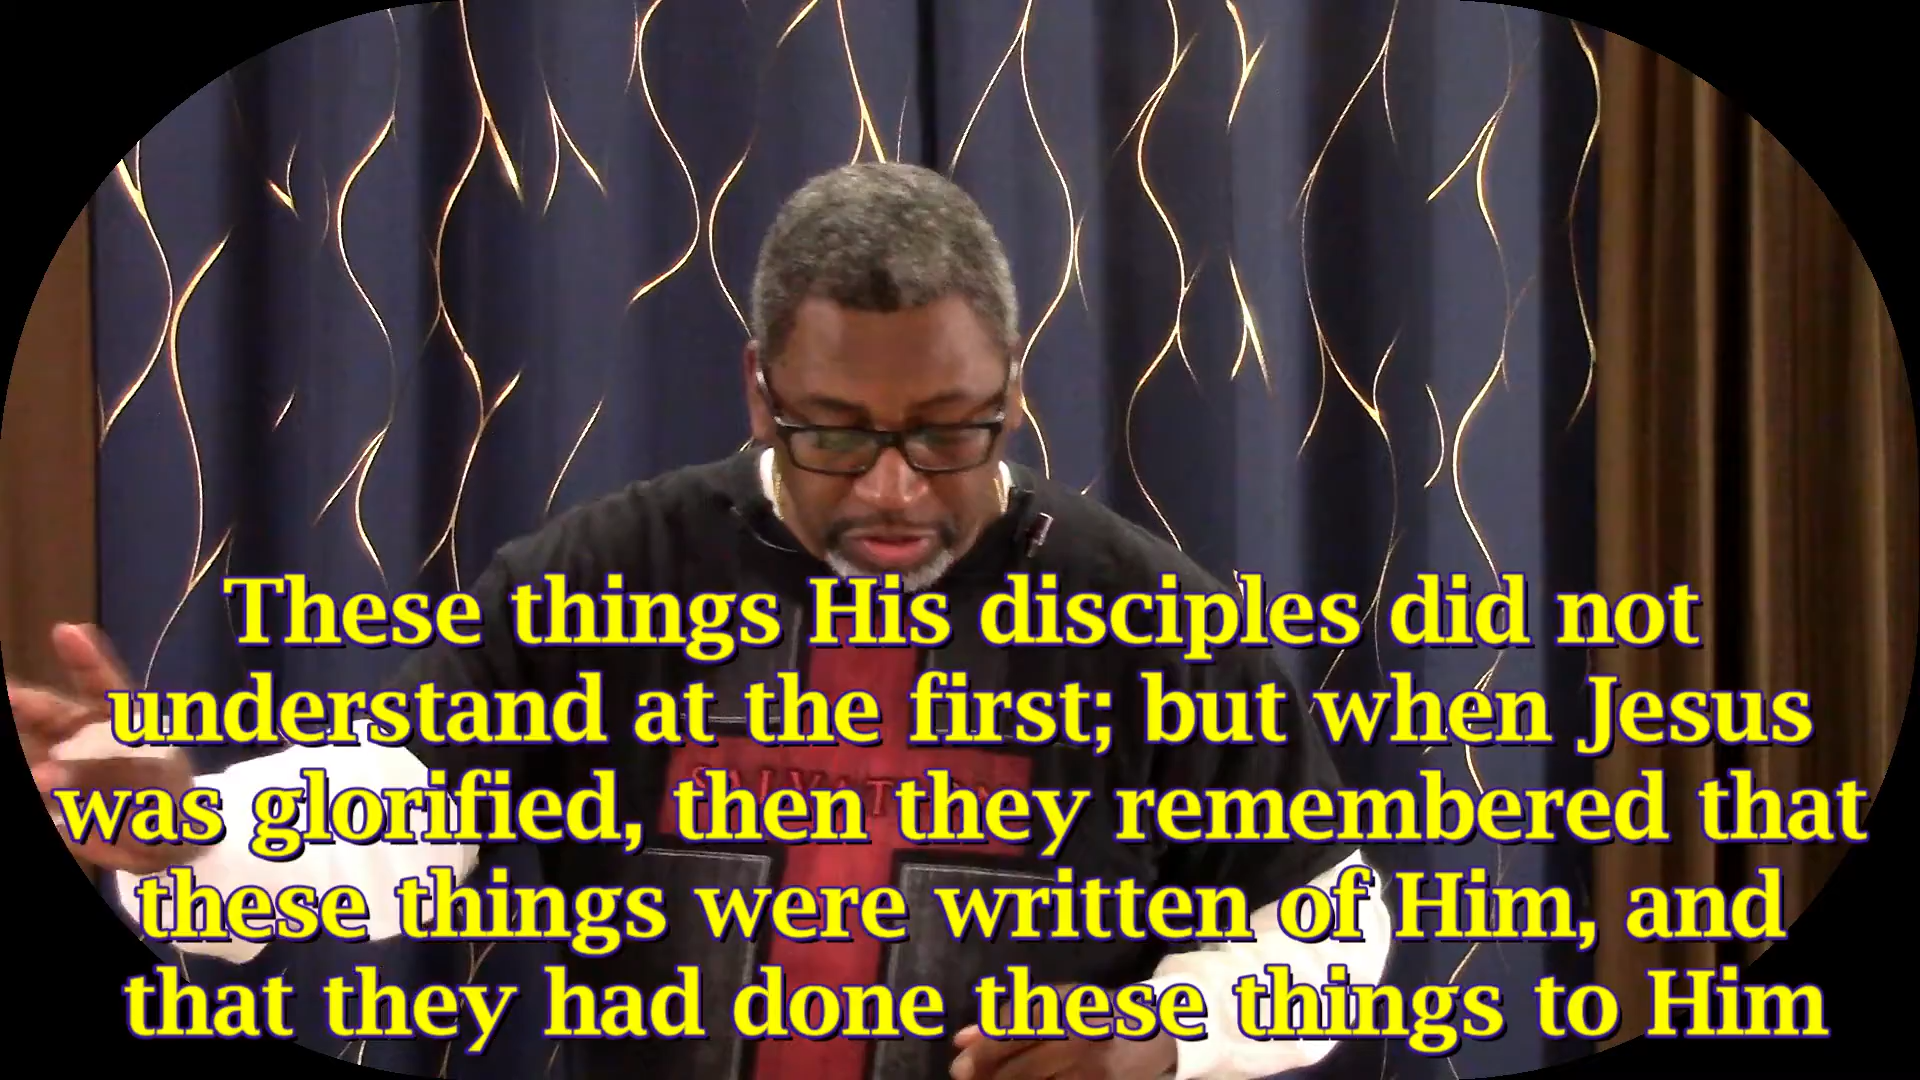 These things His disciples did not
understand at the first; but when Jesus
was glorified, then they remembered that
these things were written of Him, and
that they had done these things to Him
SALVATION